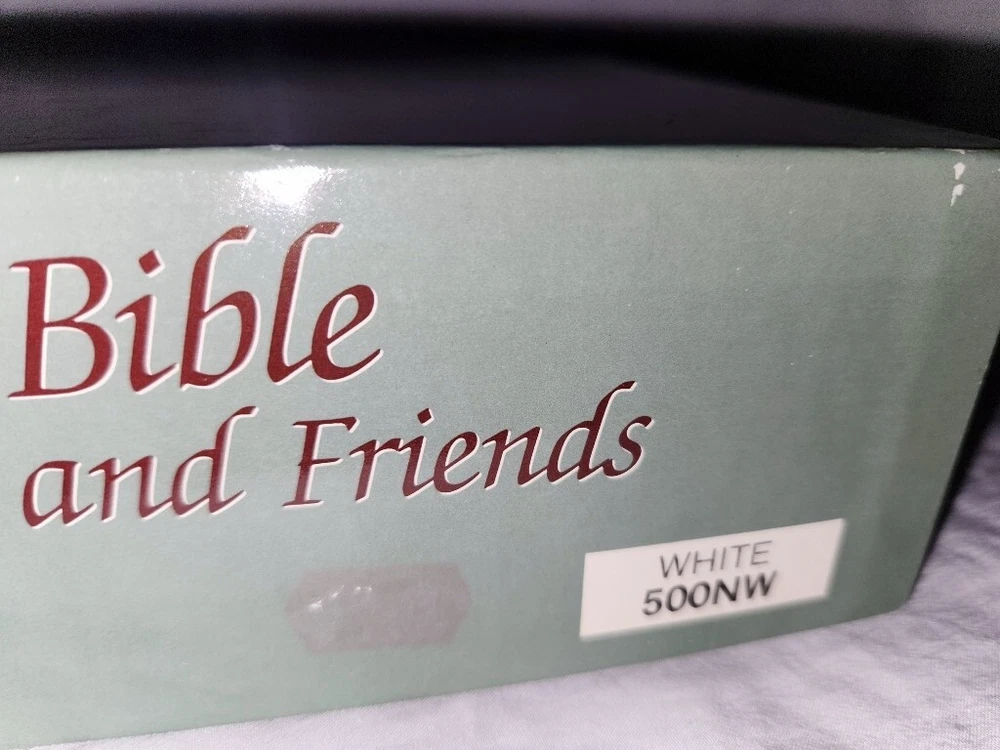 Bible
and Friends
WHITE
500NW